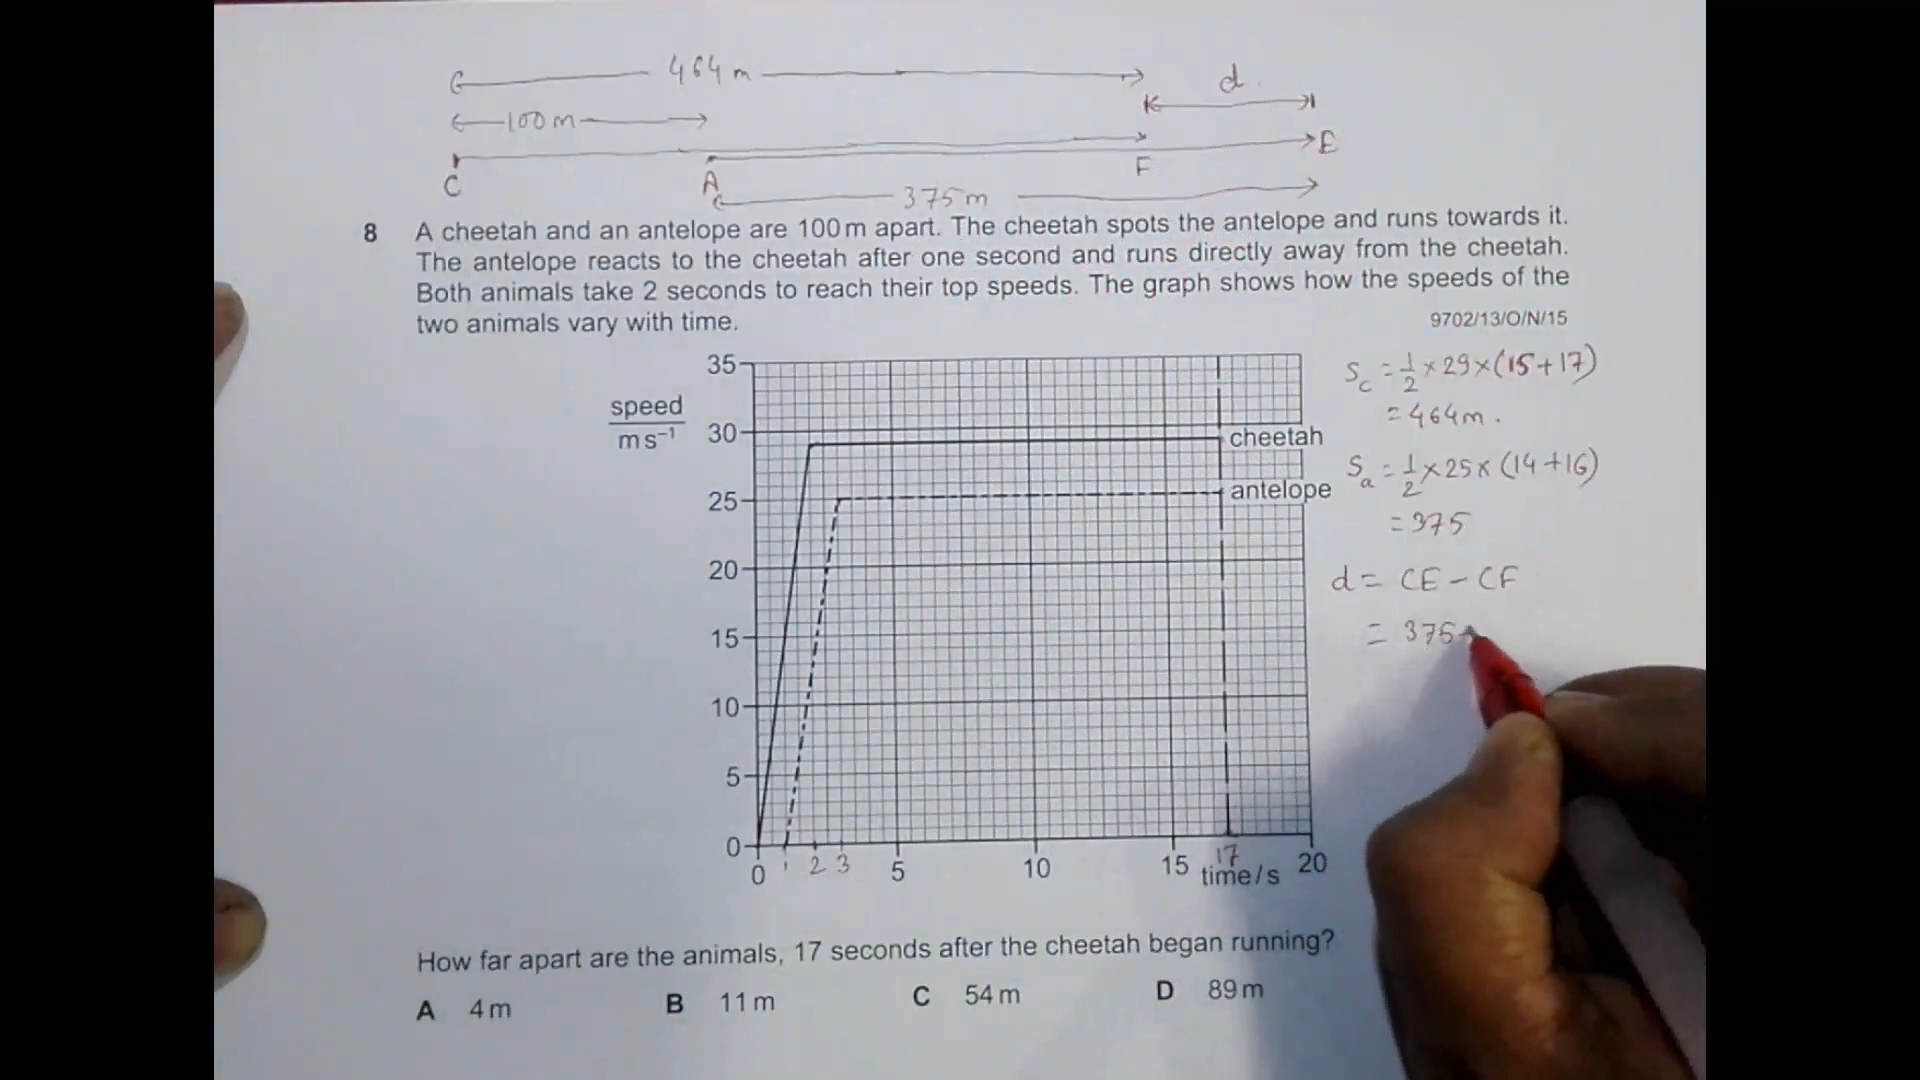 464 m
d
100 m
E
C A F
375 m
8 A cheetah and an antelope are 100 m apart. The cheetah spots the antelope and runs towards it.
The antelope reacts to the cheetah after one second and runs directly away from the cheetah.
Both animals take 2 seconds to reach their top speeds. The graph shows how the speeds of the
two animals vary with time.
9702/13/O/N/15
speed
m s⁻¹
35
30
25
20
15
10
5
0
cheetah
antelope
0 1 2 3 5 10 15 17 20
time / s
S_c = 1/2 × 29 × (15 + 17)
= 464 m.
S_a = 1/2 × 25 × (14 + 16)
= 375
d = CE − CF
= 375
How far apart are the animals, 17 seconds after the cheetah began running?
A 4 m B 11 m C 54 m D 89 m